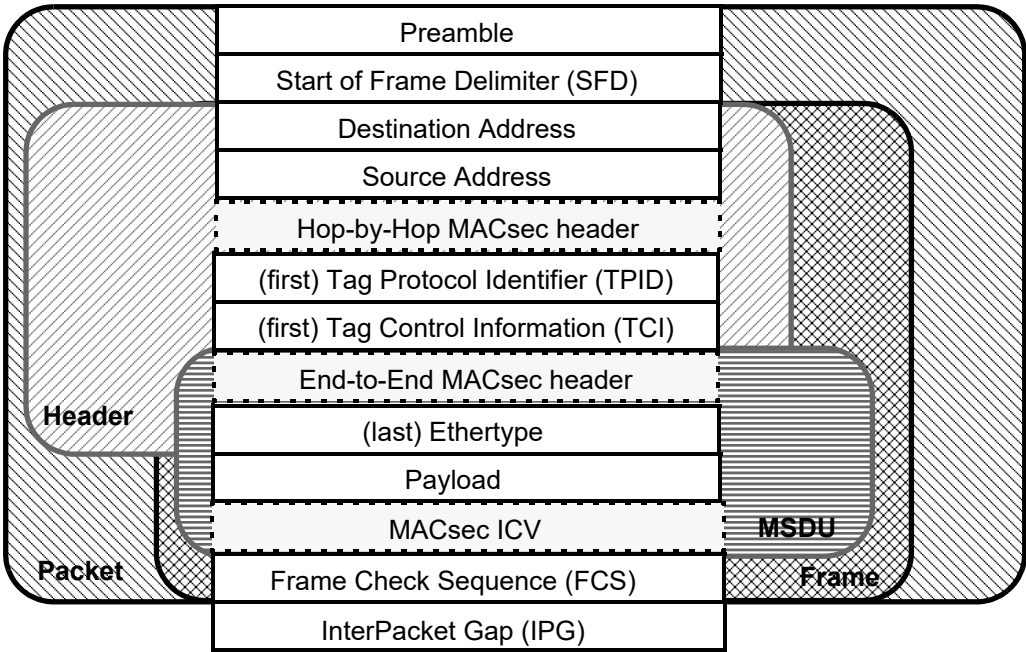 Preamble
Start of Frame Delimiter (SFD)
Destination Address
Source Address
Hop-by-Hop MACsec header
(first) Tag Protocol Identifier (TPID)
(first) Tag Control Information (TCI)
End-to-End MACsec header
Header
(last) Ethertype
Payload
MACsec ICV
MSDU
Packet
Frame Check Sequence (FCS)
Frame
InterPacket Gap (IPG)